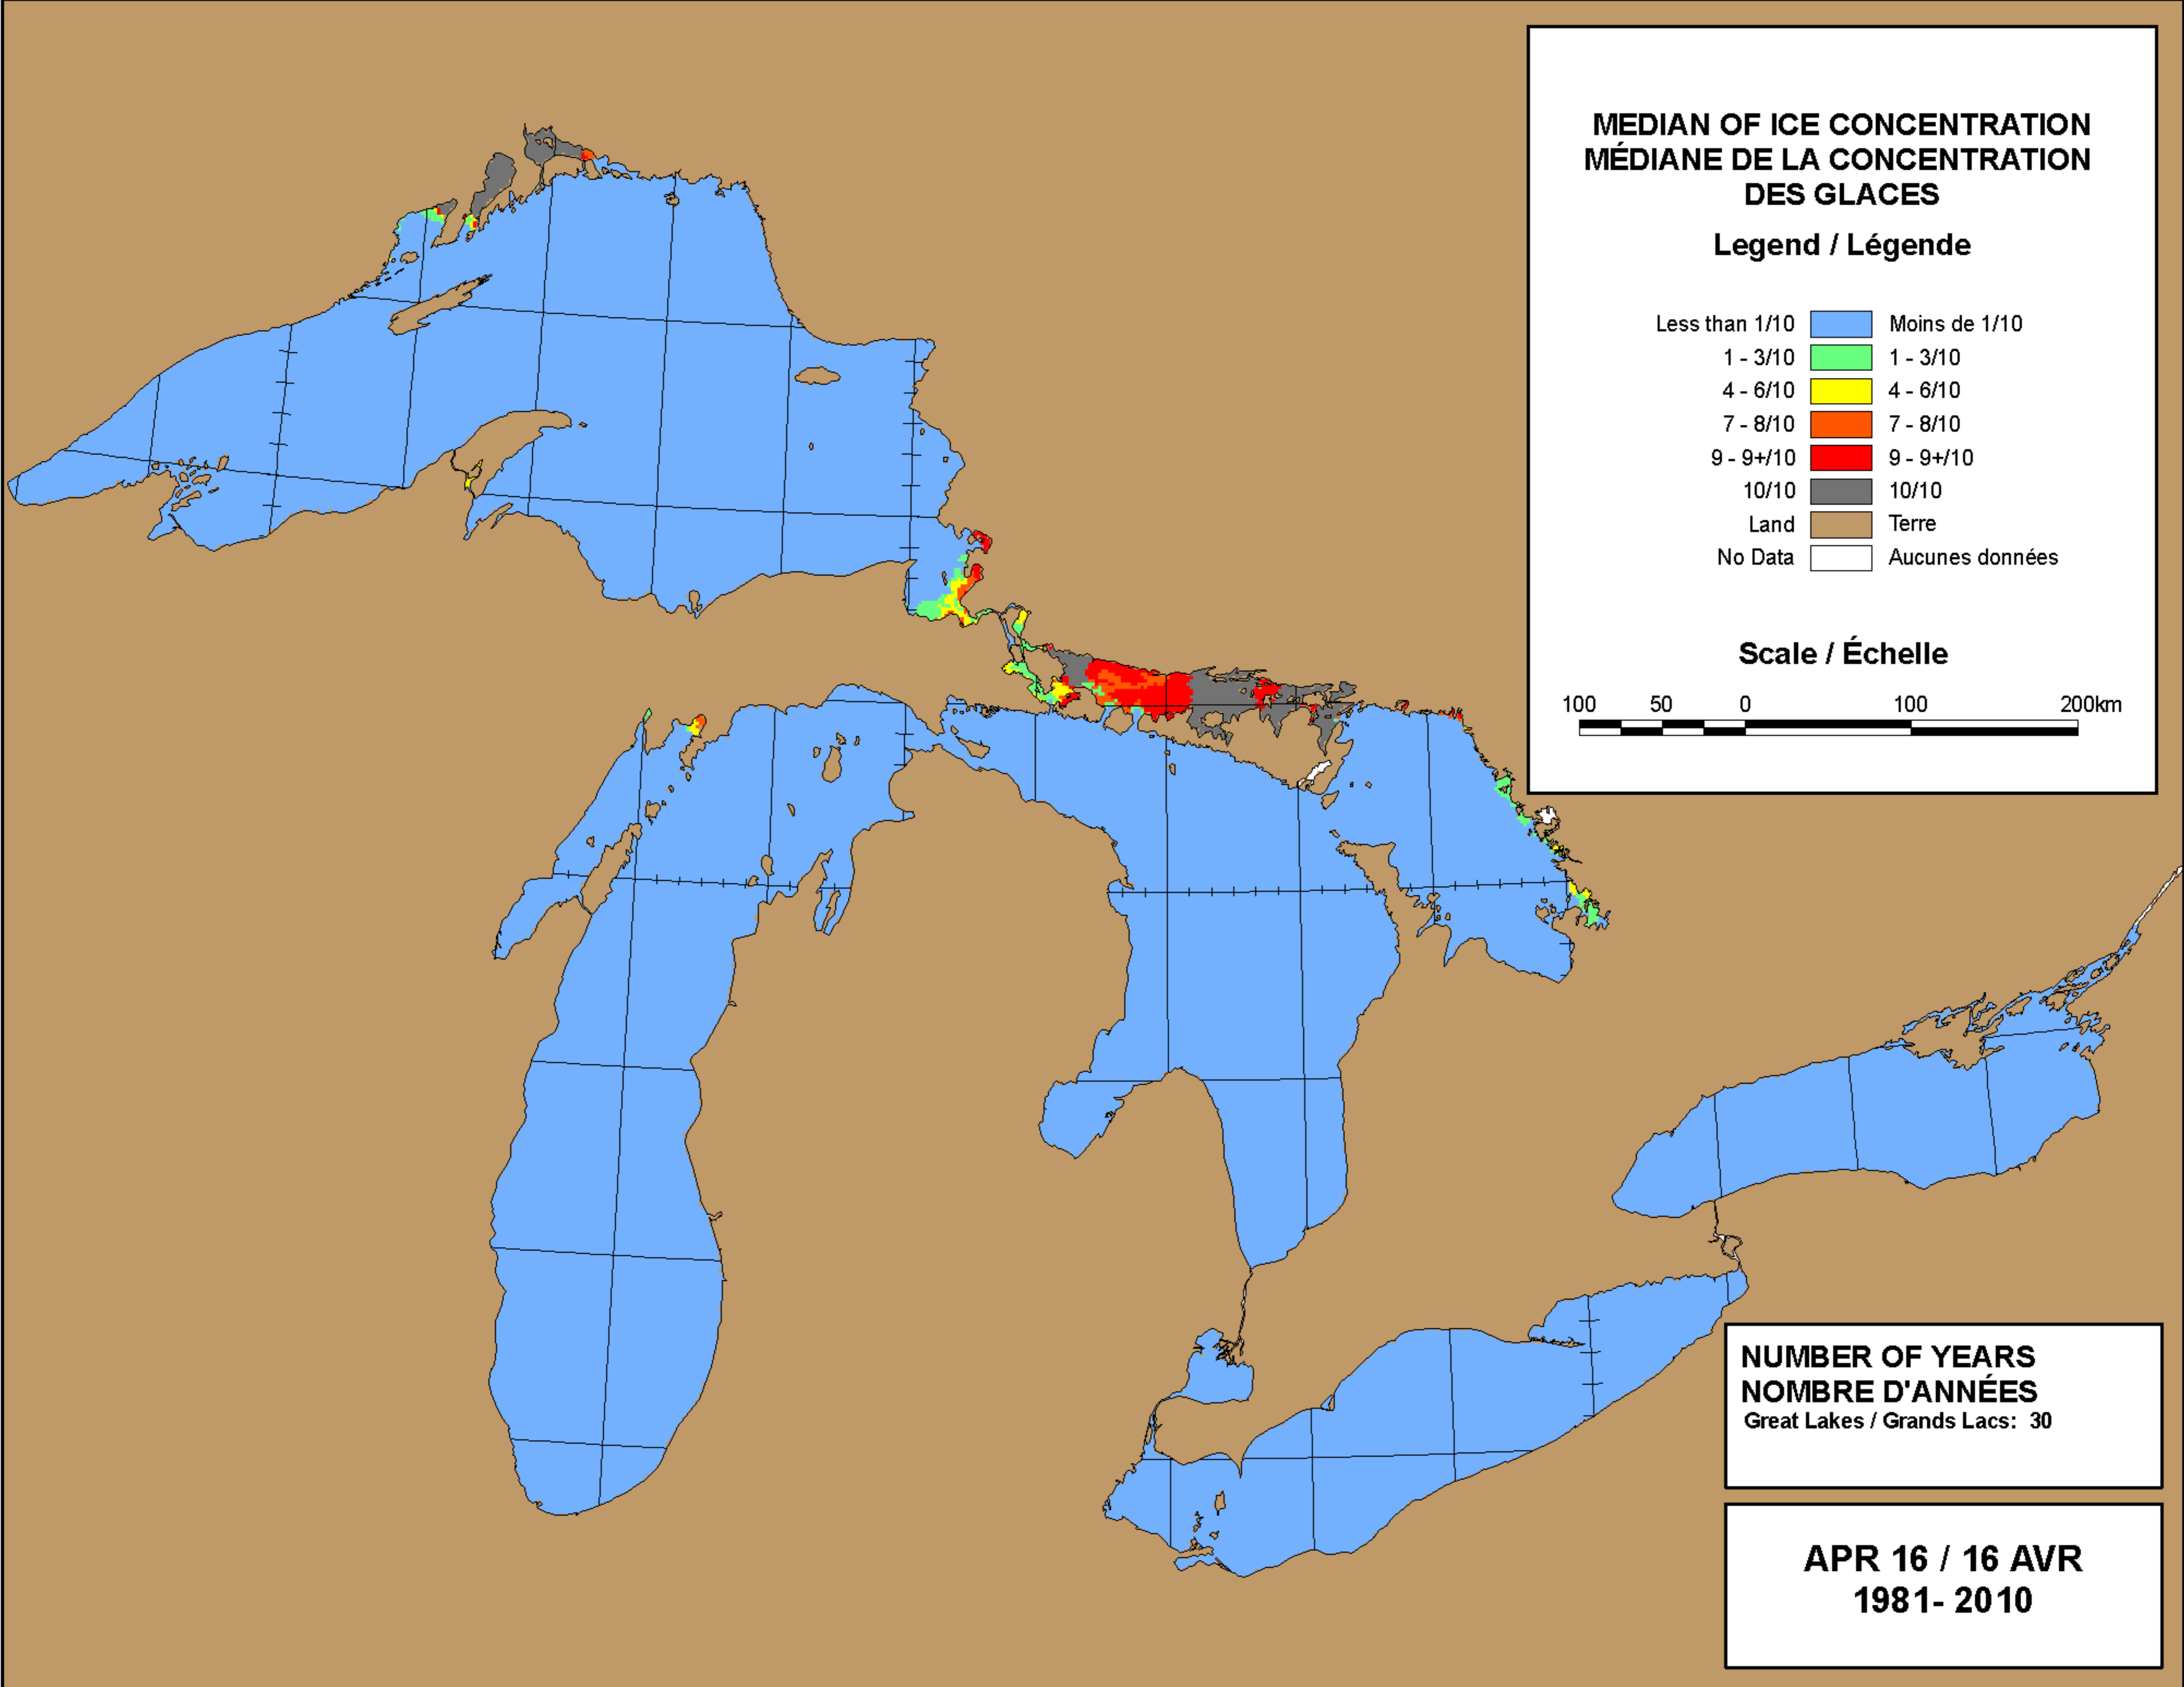 MEDIAN OF ICE CONCENTRATION
MÉDIANE DE LA CONCENTRATION
DES GLACES
Legend / Légende
Less than 1/10 Moins de 1/10
1 - 3/10 1 - 3/10
4 - 6/10 4 - 6/10
7 - 8/10 7 - 8/10
9 - 9+/10 9 - 9+/10
10/10 10/10
Land Terre
No Data Aucunes données
Scale / Échelle
100 50 0 100 200km
NUMBER OF YEARS
NOMBRE D'ANNÉES
Great Lakes / Grands Lacs: 30
APR 16 / 16 AVR
1981- 2010